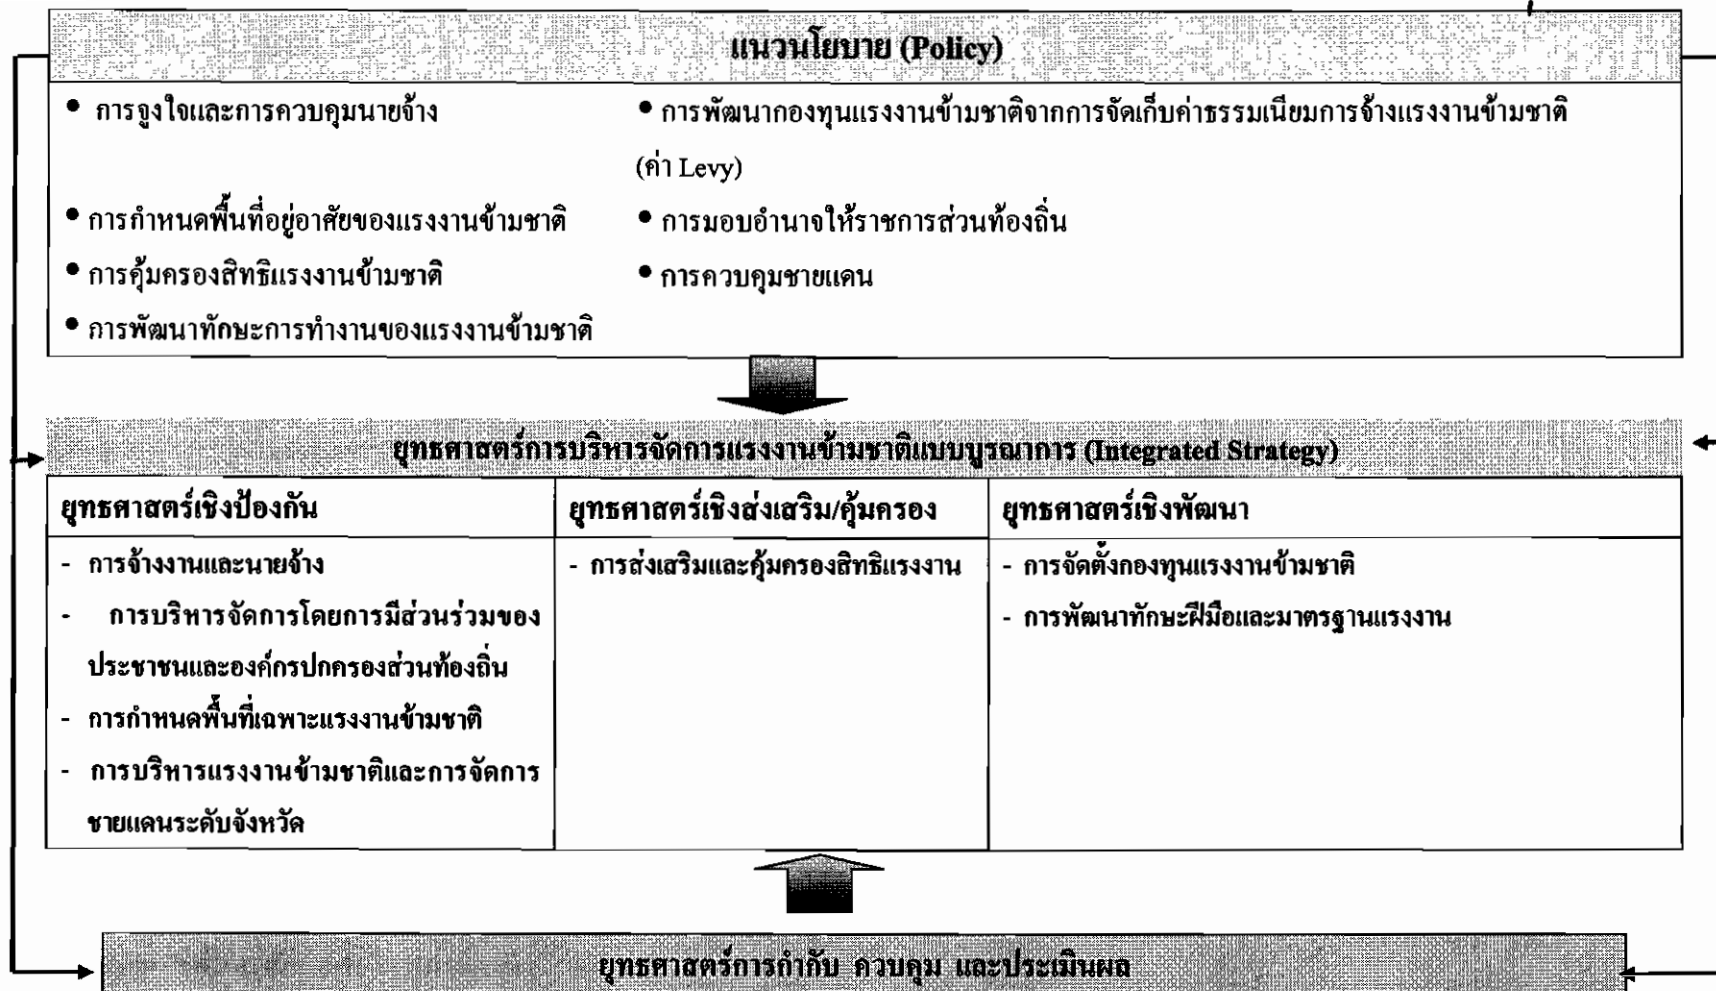 แนวนโยบาย (Policy)
• การจูงใจและการควบคุมนายจ้าง
• การพัฒนากองทุนแรงงานข้ามชาติจากการจัดเก็บค่าธรรมเนียมการจ้างแรงงานข้ามชาติ
(ค่า Levy)
• การกำหนดพื้นที่อยู่อาศัยของแรงงานข้ามชาติ
• การมอบอำนาจให้ราชการส่วนท้องถิ่น
• การคุ้มครองสิทธิแรงงานข้ามชาติ
• การควบคุมชายแดน
• การพัฒนาทักษะการทำงานของแรงงานข้ามชาติ
ยุทธศาสตร์การบริหารจัดการแรงงานข้ามชาติแบบบูรณาการ (Integrated Strategy)
ยุทธศาสตร์เชิงป้องกัน
- การจ้างงานและนายจ้าง
- การบริหารจัดการโดยการมีส่วนร่วมของ
ประชาชนและองค์กรปกครองส่วนท้องถิ่น
- การกำหนดพื้นที่เฉพาะแรงงานข้ามชาติ
- การบริหารแรงงานข้ามชาติและการจัดการ
ชายแดนระดับจังหวัด
ยุทธศาสตร์เชิงส่งเสริม/คุ้มครอง
- การส่งเสริมและคุ้มครองสิทธิแรงงาน
ยุทธศาสตร์เชิงพัฒนา
- การจัดตั้งกองทุนแรงงานข้ามชาติ
- การพัฒนาทักษะฝีมือและมาตรฐานแรงงาน
ยุทธศาสตร์การกำกับ ควบคุม และประเมินผล